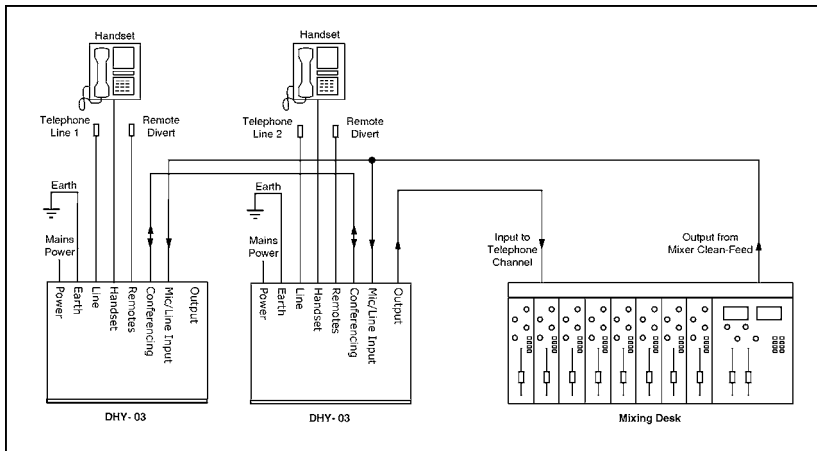 Handset
Handset
Telephone
Line 1
Remote
Divert
Telephone
Line 2
Remote
Divert
Earth
Mains
Power
Earth
Mains
Power
Input to
Telephone
Channel
Output from
Mixer Clean-Feed
Power
Earth
Line
Handset
Remotes
Conferencing
Mic/Line Input
Output
Power
Earth
Line
Handset
Remotes
Conferencing
Mic/Line Input
Output
DHY- 03
DHY- 03
Mixing Desk